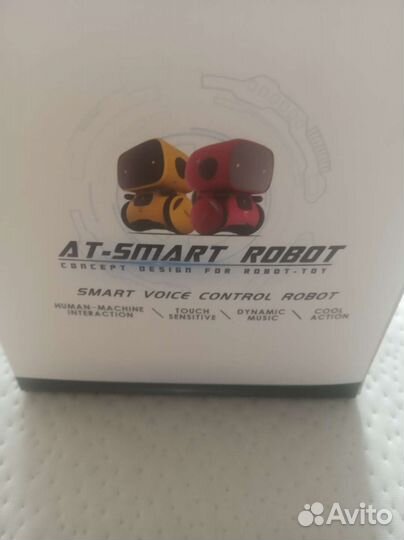 AT-SMART ROBOT
CONCEPT DESIGN FOR ROBOT-TOY
SMART VOICE CONTROL ROBOT
HUMAN-MACHINE INTERACTION \ TOUCH SENSITIVE \ DYNAMIC MUSIC \ COOL ACTION
Avito